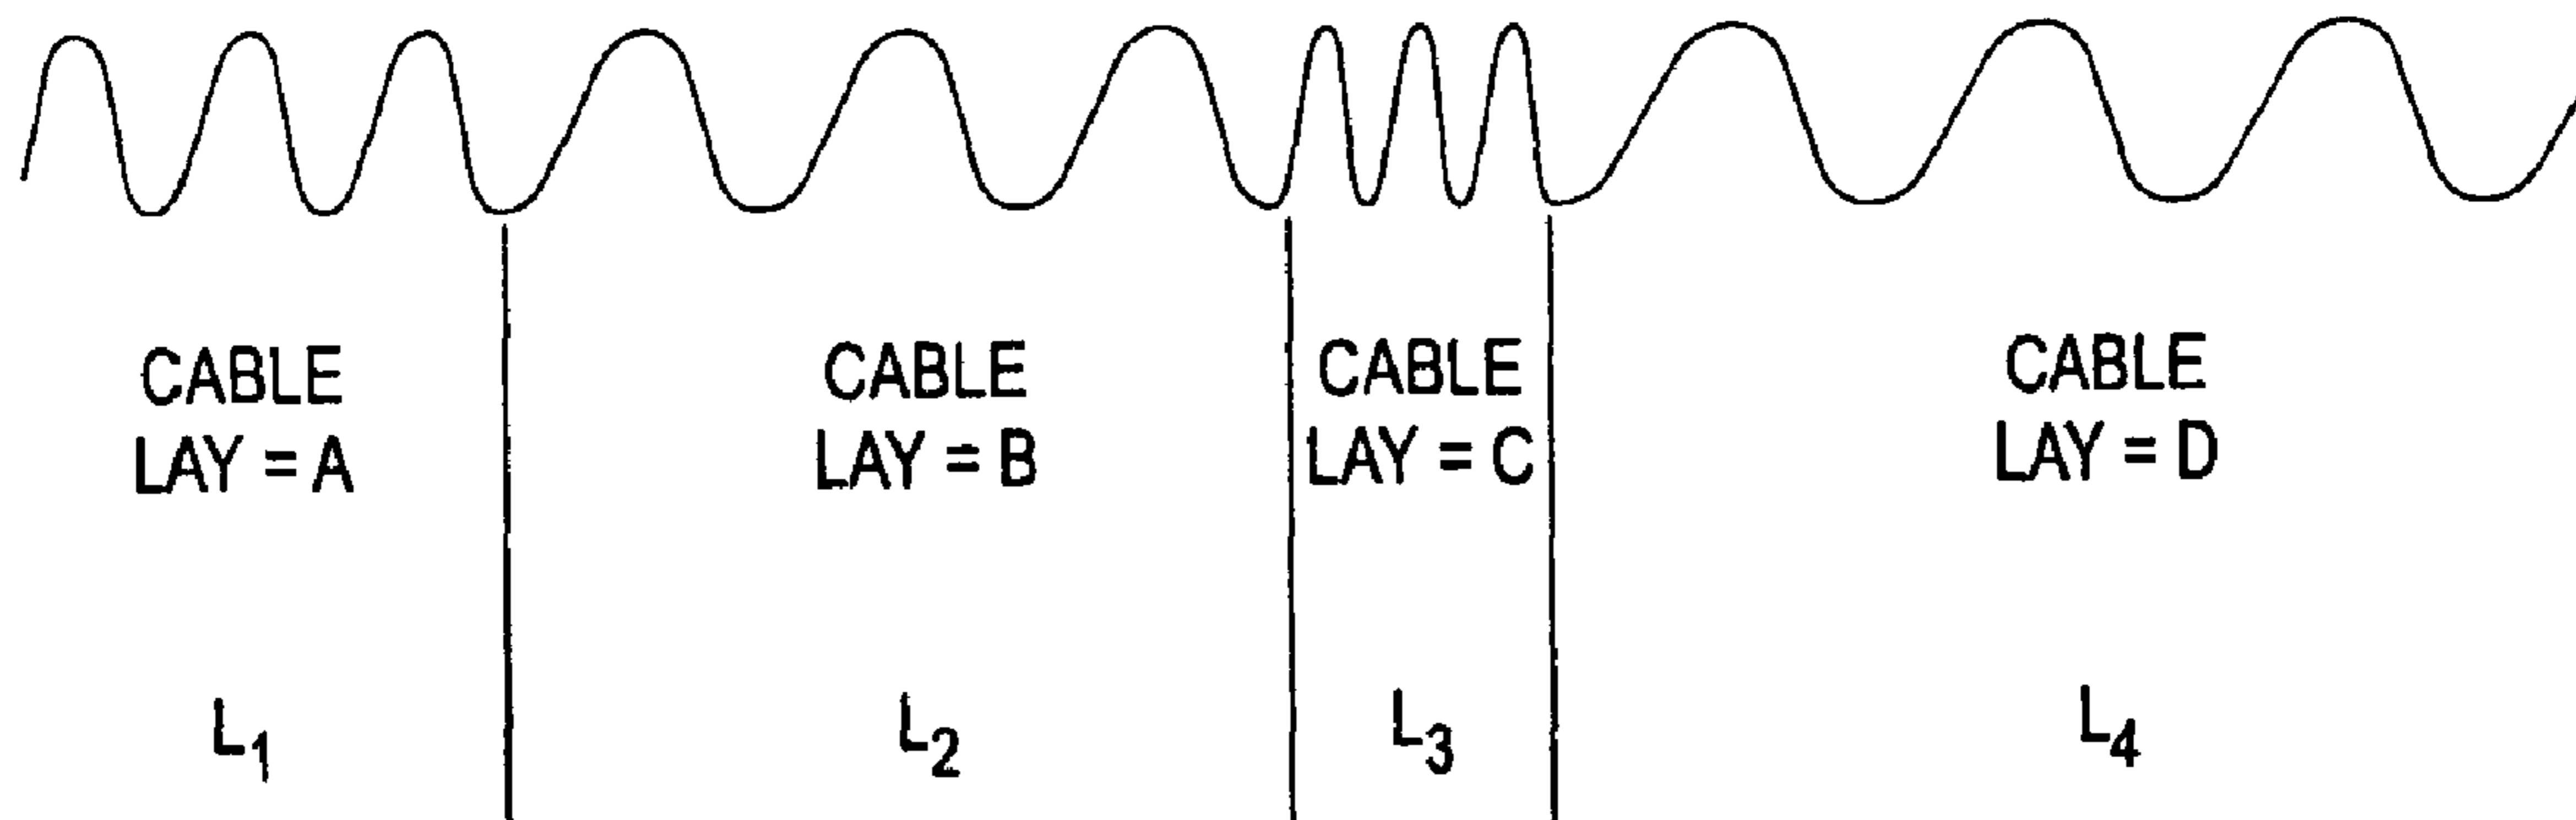 CABLE
LAY = A
CABLE
LAY = B
CABLE
LAY = C
CABLE
LAY = D
L1
L2
L3
L4